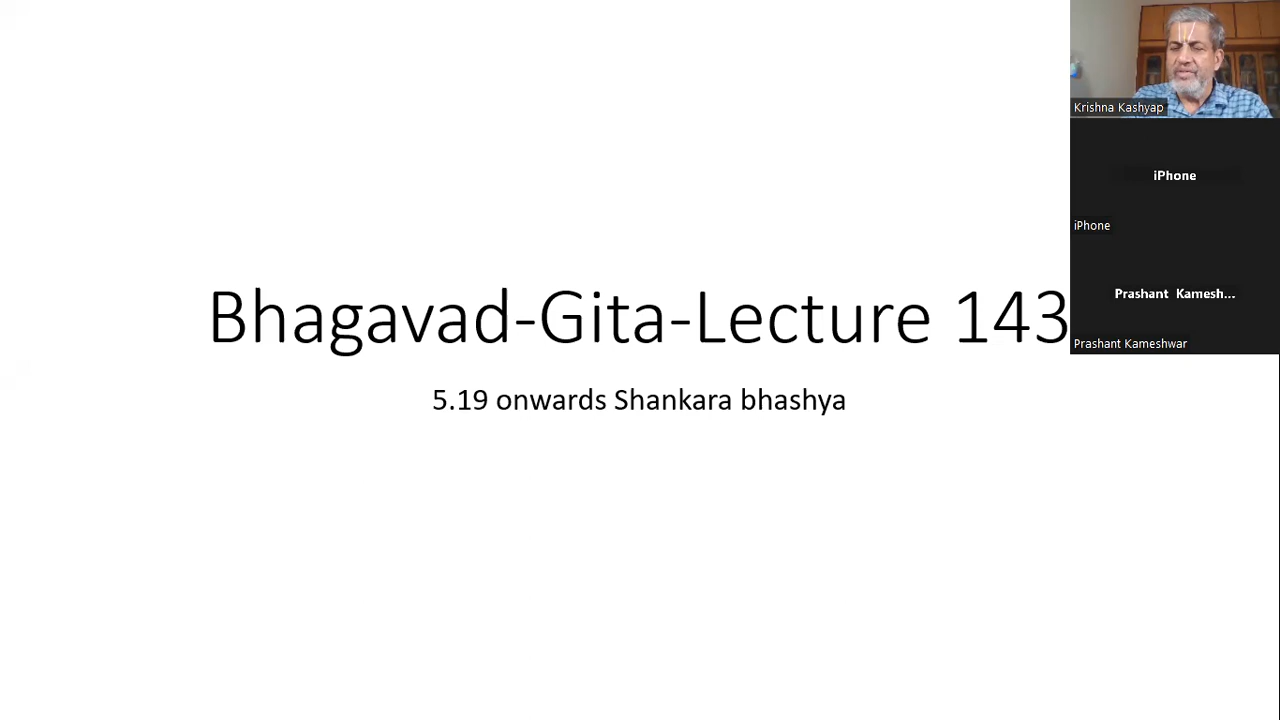 Bhagavad-Gita-Lecture 143
5.19 onwards Shankara bhashya
Krishna Kashyap
iPhone
iPhone
Prashant Kamesh...
Prashant Kameshwar